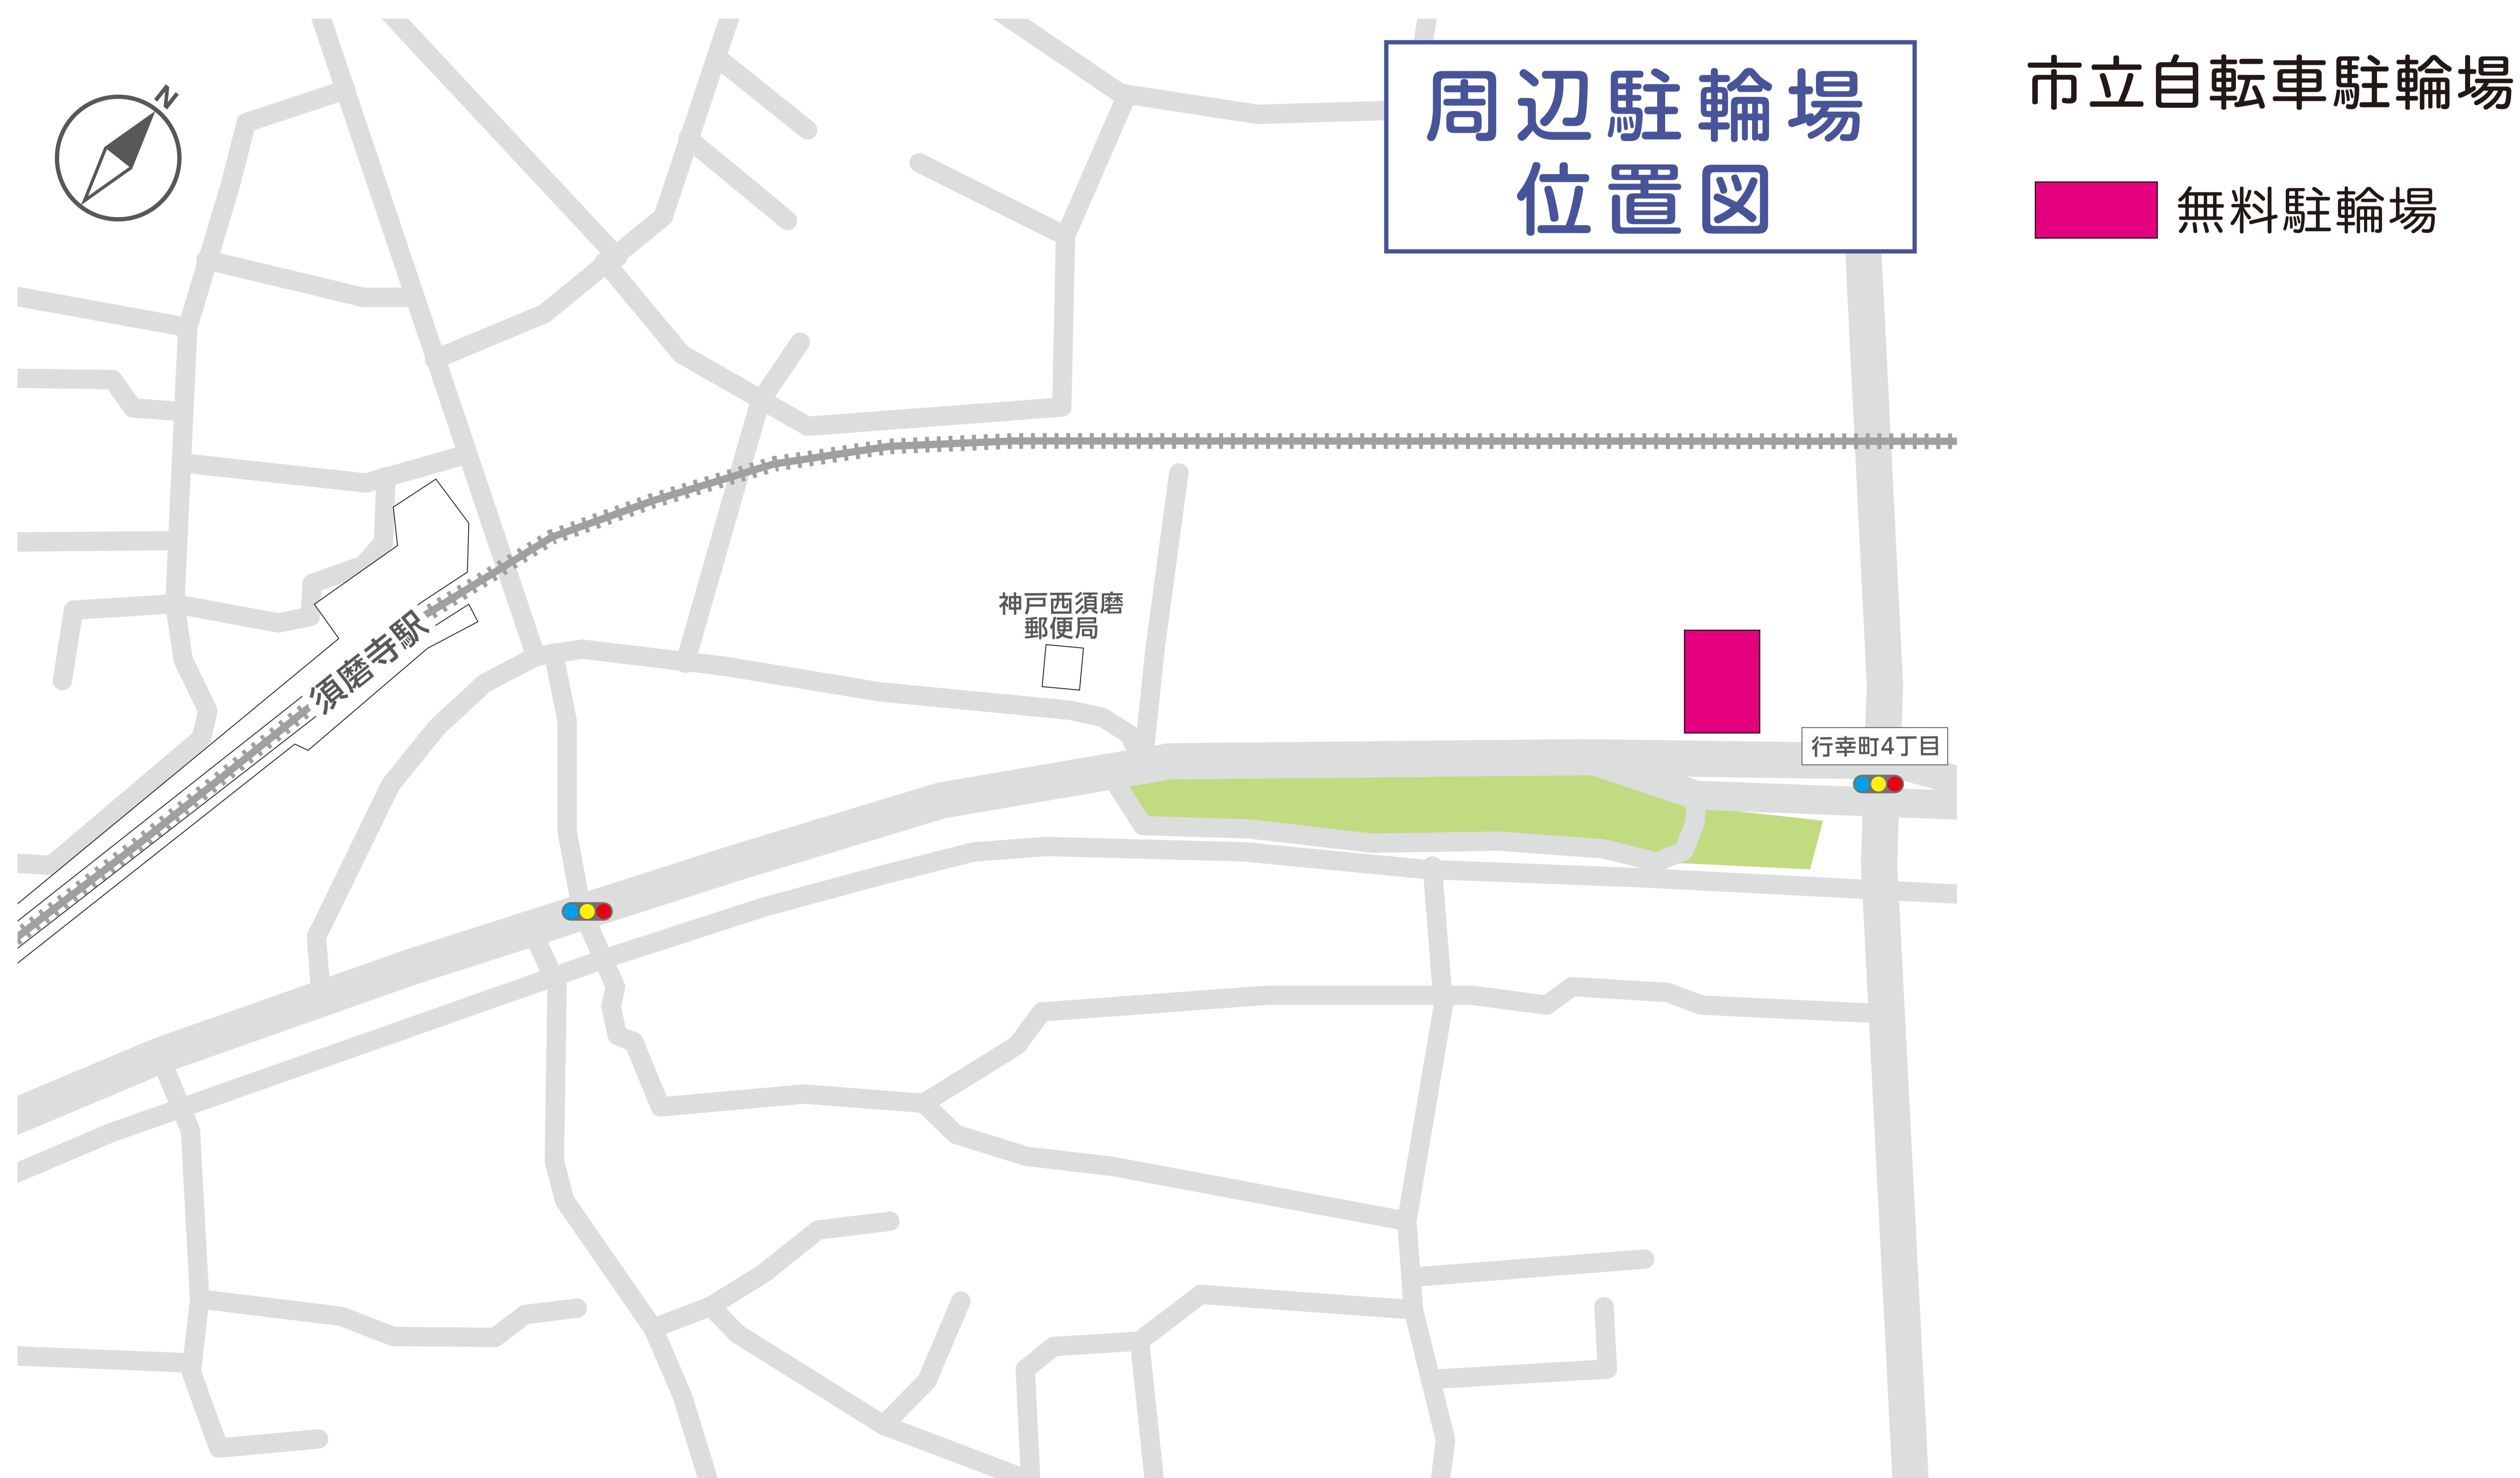 N
周辺駐輪場
位置図
市立自転車駐輪場
無料駐輪場
神戸西須磨
郵便局
須磨寺駅
行幸町4丁目